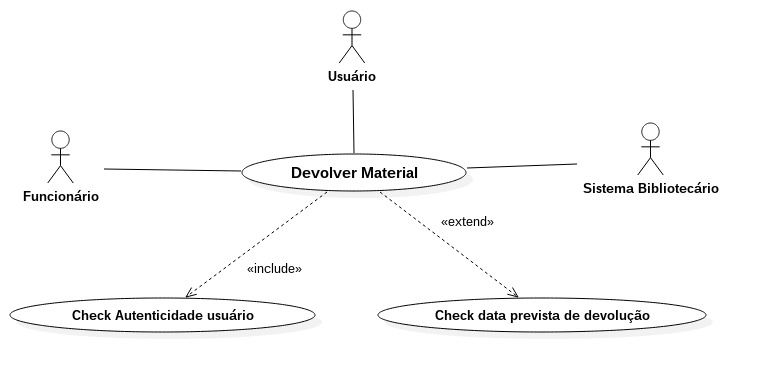 Usuário
Funcionário
Devolver Material
Sistema Bibliotecário
«extend»
«include»
Check Autenticidade usuário
Check data prevista de devolução